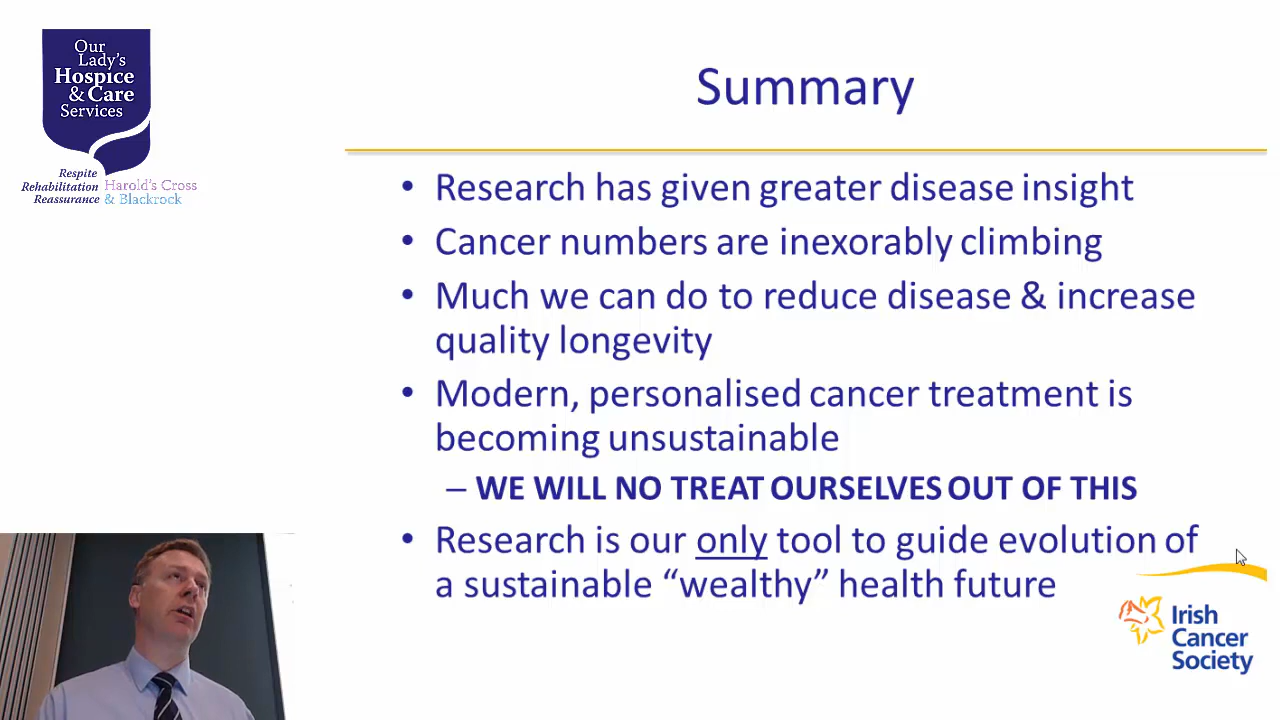 Our
Lady's
Hospice
& Care
Services
Respite
Rehabilitation
Reassurance
Harold's Cross
& Blackrock
Summary
• Research has given greater disease insight
• Cancer numbers are inexorably climbing
• Much we can do to reduce disease & increase
quality longevity
• Modern, personalised cancer treatment is
becoming unsustainable
– WE WILL NO TREAT OURSELVES OUT OF THIS
• Research is our only tool to guide evolution of
a sustainable “wealthy” health future
Irish
Cancer
Society